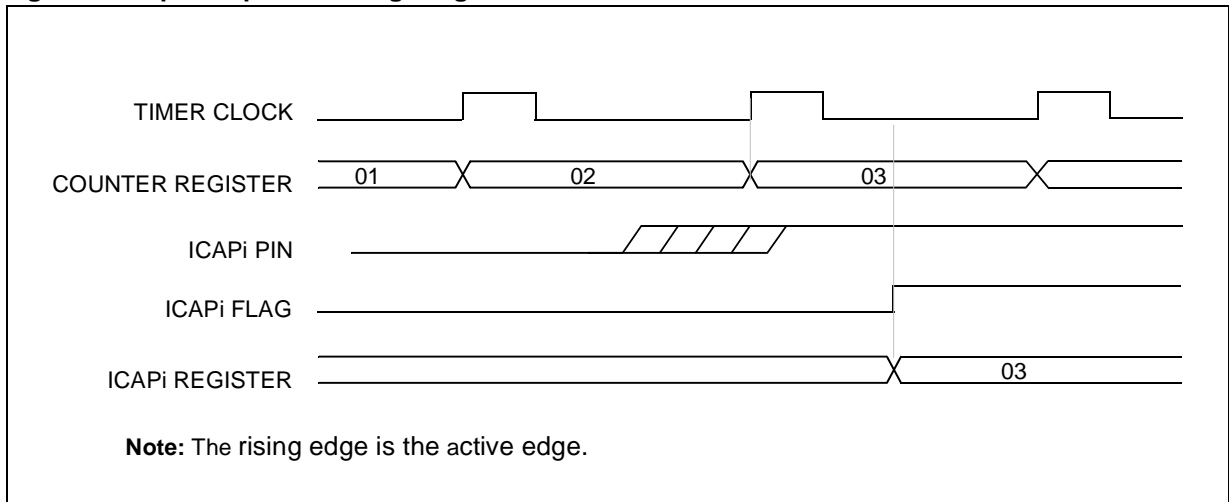 TIMER CLOCK
COUNTER REGISTER 01 02 03
ICAPi PIN
ICAPi FLAG
ICAPi REGISTER 03
Note: The rising edge is the active edge.